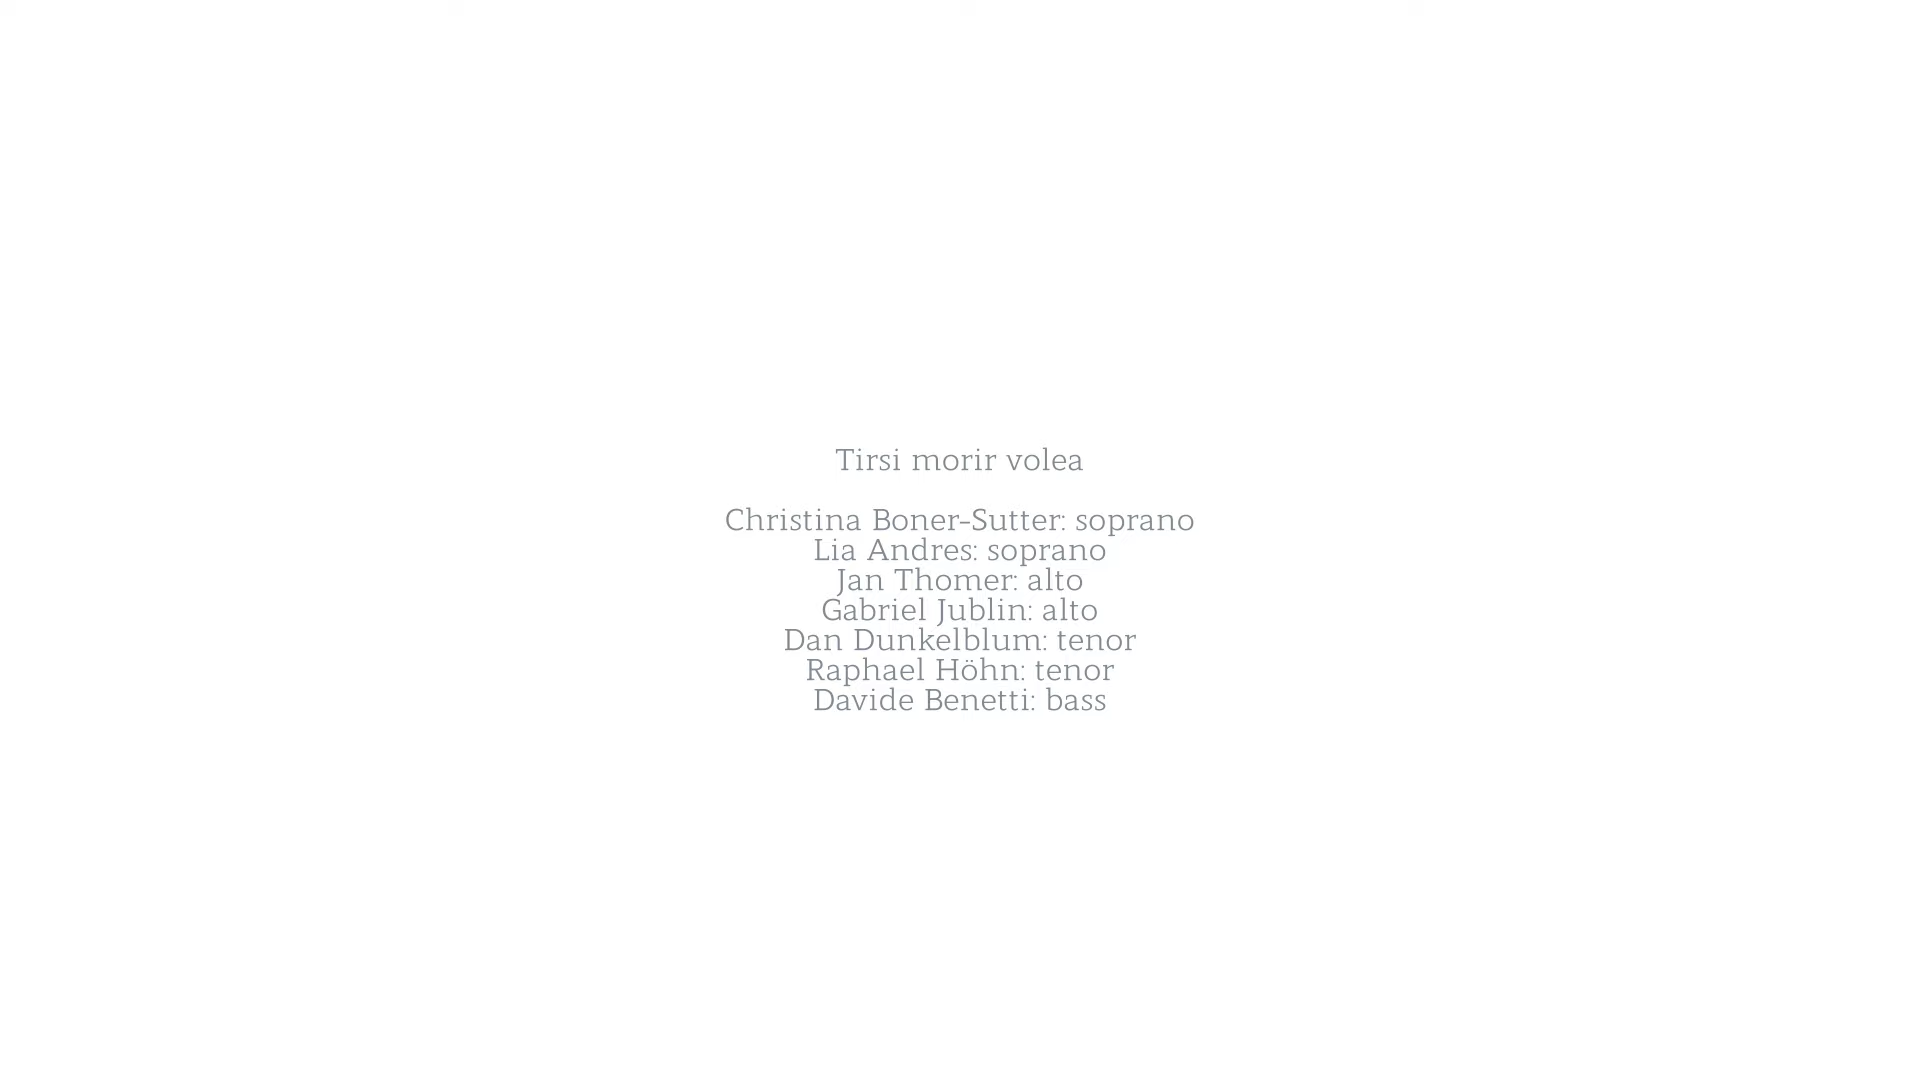 Tirsi morir volea
Christina Boner-Sutter: soprano
Lia Andres: soprano
Jan Thomer: alto
Gabriel Jublin: alto
Dan Dunkelblum: tenor
Raphael Höhn: tenor
Davide Benetti: bass